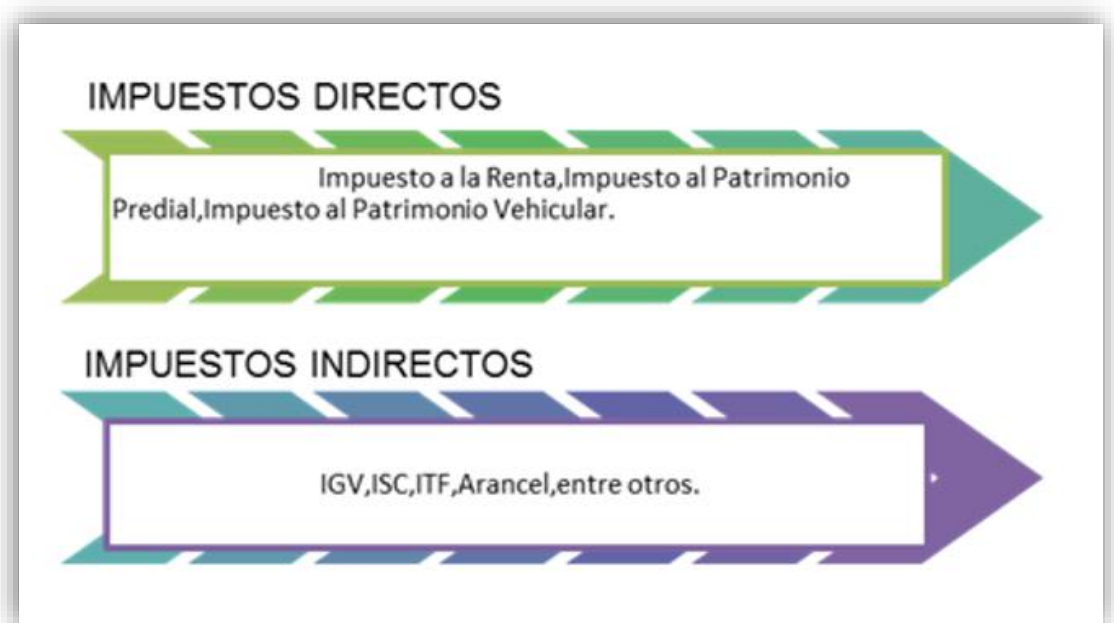 IMPUESTOS DIRECTOS
Impuesto a la Renta,Impuesto al Patrimonio
Predial,Impuesto al Patrimonio Vehicular.
IMPUESTOS INDIRECTOS
IGV,ISC,ITF,Arancel,entre otros.